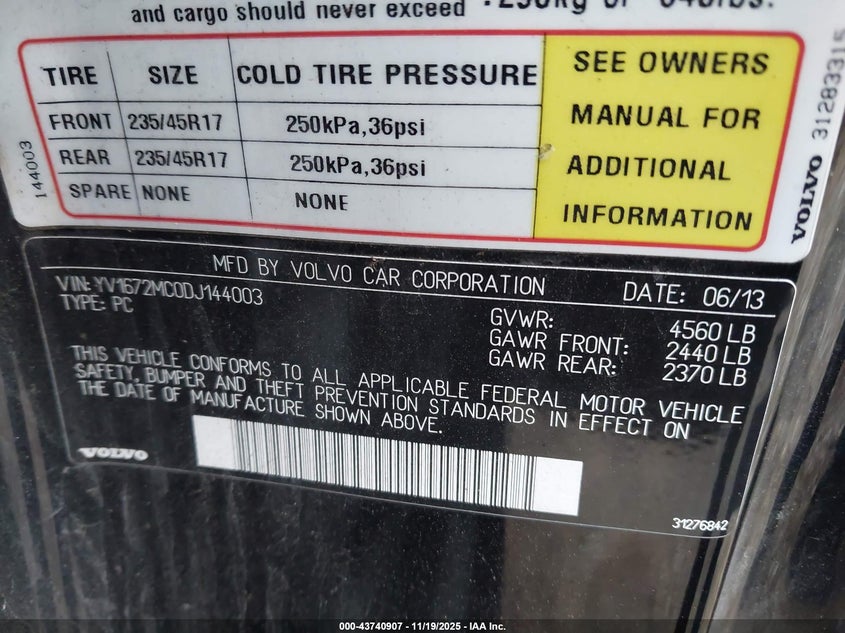 and cargo should never exceed
TIRE SIZE COLD TIRE PRESSURE
FRONT 235/45R17 250kPa,36psi
REAR 235/45R17 250kPa,36psi
SPARE NONE NONE
SEE OWNERS
MANUAL FOR
ADDITIONAL
INFORMATION
144003
VOLVO 31283315
MFD BY VOLVO CAR CORPORATION DATE: 06/13
VIN: YV1672MC0DJ144003
TYPE: PC
GVWR: 4560 LB
GAWR FRONT: 2440 LB
GAWR REAR: 2370 LB
THIS VEHICLE CONFORMS TO ALL APPLICABLE FEDERAL MOTOR VEHICLE
SAFETY, BUMPER AND THEFT PREVENTION STANDARDS IN EFFECT ON
THE DATE OF MANUFACTURE SHOWN ABOVE.
VOLVO
31276842
000-43740907 - 11/19/2025 - IAA Inc.